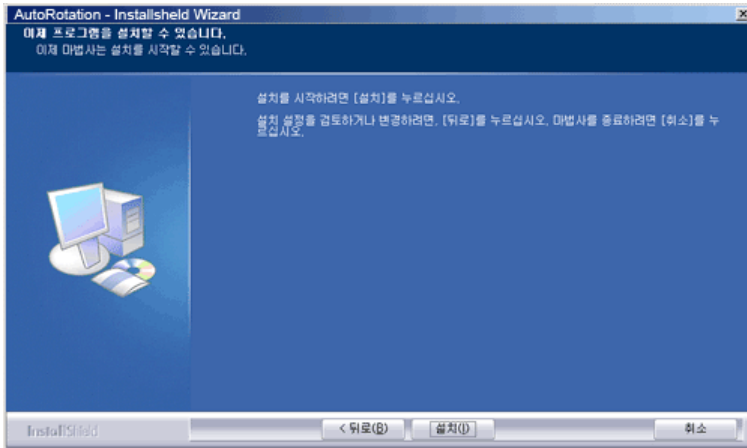 AutoRotation - Installsheld Wizard
이제 프로그램을 설치할 수 있습니다.
이제 마법사는 설치를 시작할 수 있습니다.
설치를 시작하려면 [설치]를 누르십시오.
설치 설정을 검토하거나 변경하려면, [뒤로]를 누르십시오. 마법사를 종료하려면 [취소]를 누
르십시오.
InstallShield
< 뒤로(B)
설치(I)
취소